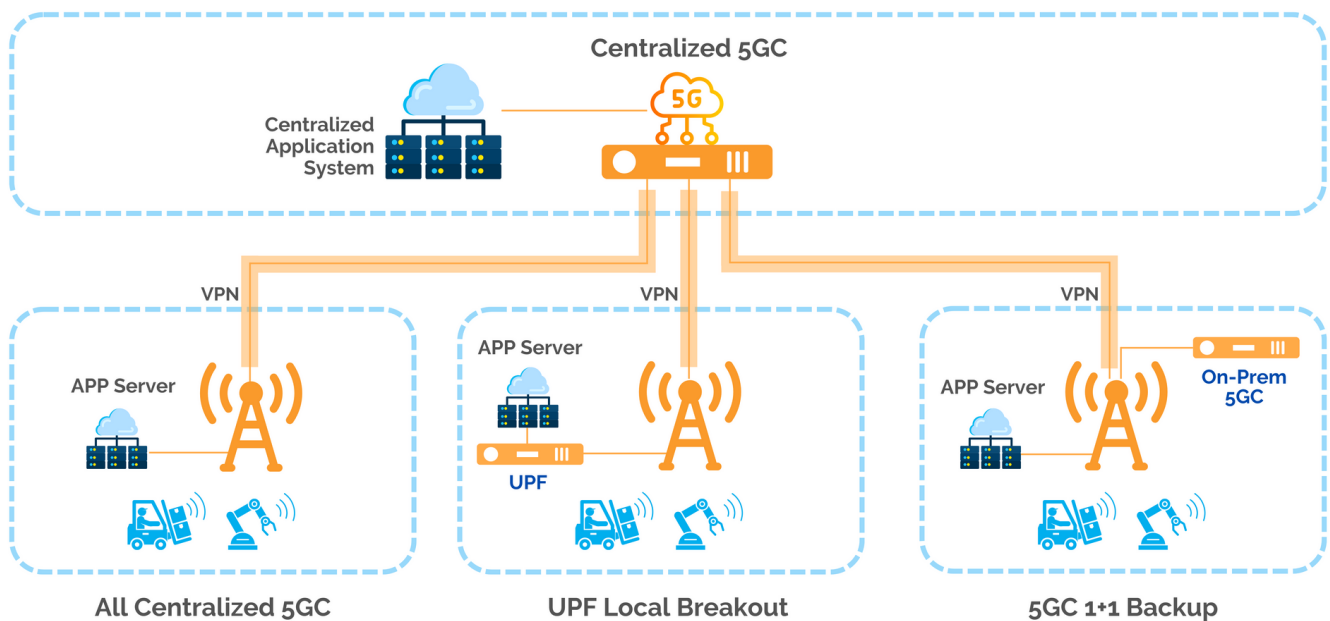 Centralized 5GC
5G
Centralized
Application
System
VPN
VPN
VPN
APP Server
APP Server
UPF
APP Server
On-Prem
5GC
All Centralized 5GC
UPF Local Breakout
5GC 1+1 Backup